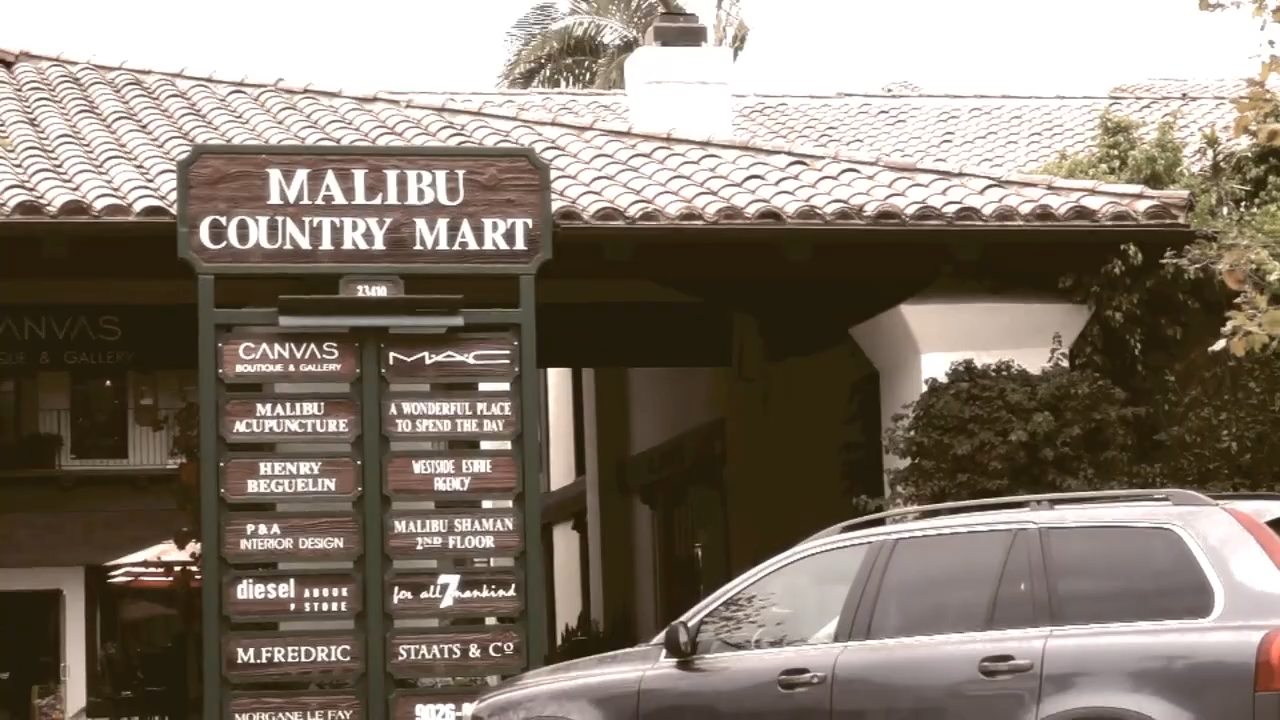 MALIBU
COUNTRY MART
23410
CANVAS
BOUTIQUE & GALLERY
MAC
MALIBU
ACUPUNCTURE
A WONDERFUL PLACE
TO SPEND THE DAY
HENRY
BEGUELIN
WESTSIDE ESTATE
AGENCY
P&A
INTERIOR DESIGN
MALIBU SHAMAN
2ND FLOOR
diesel A BOOK
, STORE
for all 7 mankind
M.FREDRIC
STAATS & Co
MORGANE LE FAY
ANVAS
QUE & GALLERY